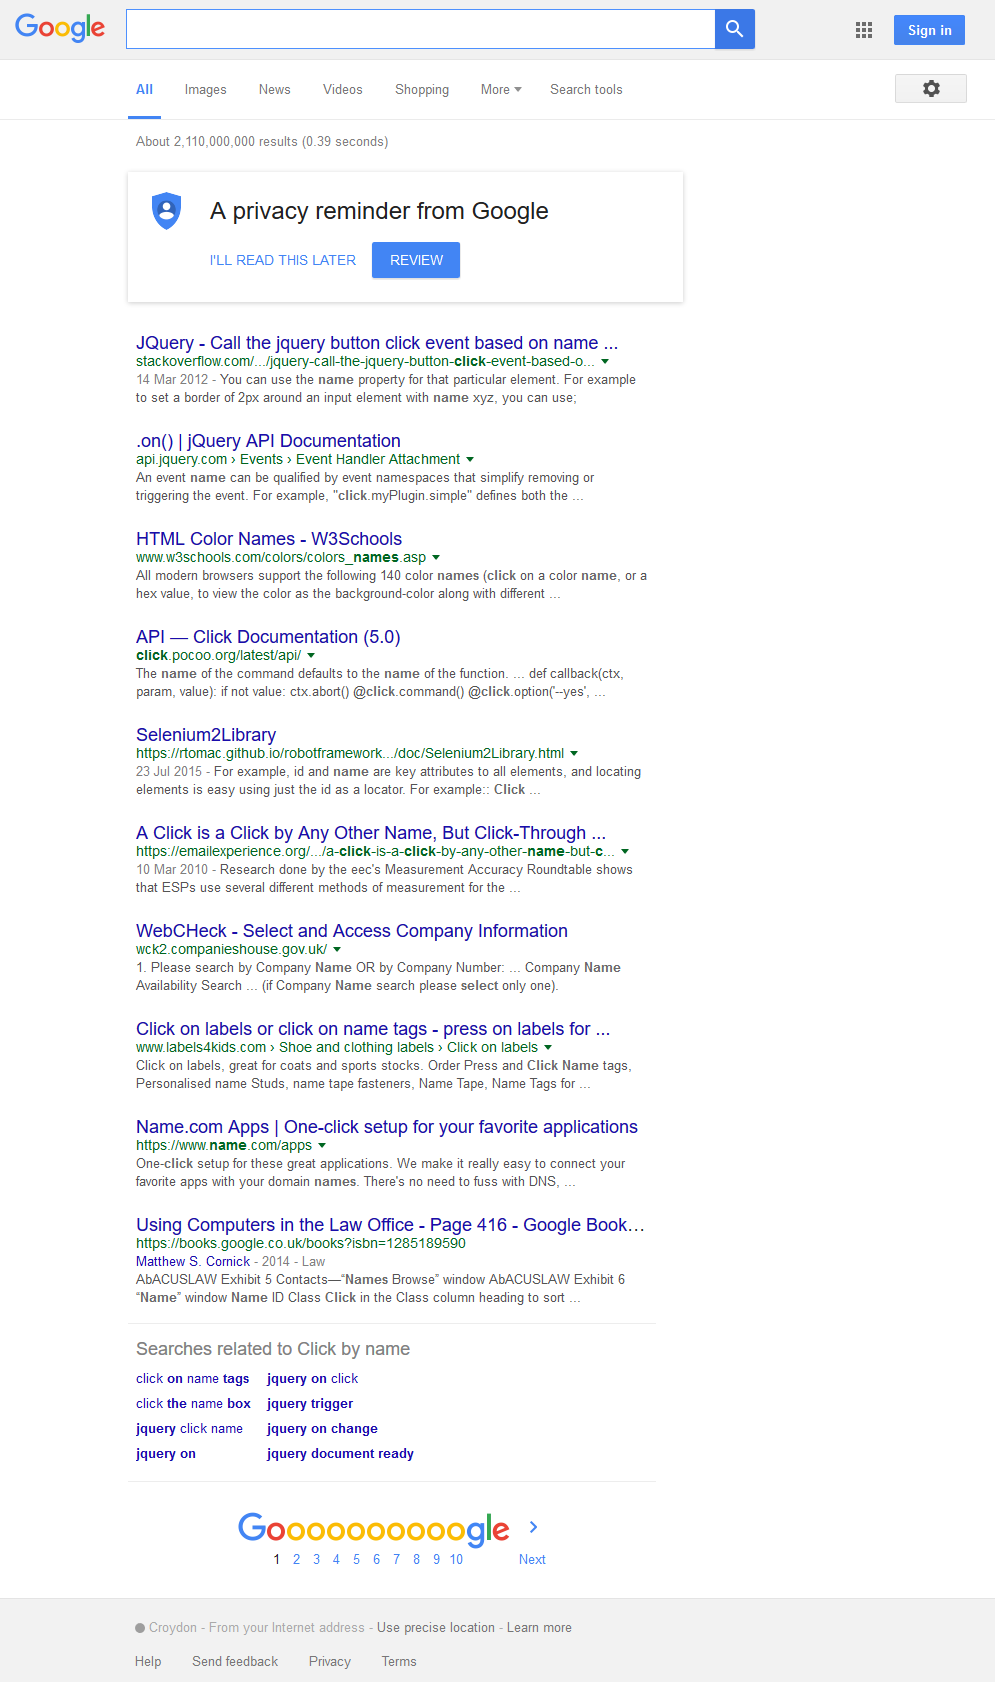 Google
Sign in
All Images News Videos Shopping More Search tools
About 2,110,000,000 results (0.39 seconds)
A privacy reminder from Google
I'LL READ THIS LATER REVIEW
JQuery - Call the jquery button click event based on name ...
stackoverflow.com/.../jquery-call-the-jquery-button-click-event-based-o...
14 Mar 2012 - You can use the name property for that particular element. For example
to set a border of 2px around an input element with name xyz, you can use;
.on() | jQuery API Documentation
api.jquery.com › Events › Event Handler Attachment
An event name can be qualified by event namespaces that simplify removing or
triggering the event. For example, "click.myPlugin.simple" defines both the ...
HTML Color Names - W3Schools
www.w3schools.com/colors/colors_names.asp
All modern browsers support the following 140 color names (click on a color name, or a
hex value, to view the color as the background-color along with different ...
API — Click Documentation (5.0)
click.pocoo.org/latest/api/
The name of the command defaults to the name of the function. ... def callback(ctx,
param, value): if not value: ctx.abort() @click.command() @click.option('--yes', ...
Selenium2Library
https://rtomac.github.io/robotframework.../doc/Selenium2Library.html
23 Jul 2015 - For example, id and name are key attributes to all elements, and locating
elements is easy using just the id as a locator. For example:: Click ...
A Click is a Click by Any Other Name, But Click-Through ...
https://emailexperience.org/.../a-click-is-a-click-by-any-other-name-but-c...
10 Mar 2010 - Research done by the eec's Measurement Accuracy Roundtable shows
that ESPs use several different methods of measurement for the ...
WebCHeck - Select and Access Company Information
wck2.companieshouse.gov.uk/
1. Please search by Company Name OR by Company Number: ... Company Name
Availability Search ... (if Company Name search please select only one).
Click on labels or click on name tags - press on labels for ...
www.labels4kids.com › Shoe and clothing labels › Click on labels
Click on labels, great for coats and sports stocks. Order Press and Click Name tags,
Personalised name Studs, name tape fasteners, Name Tape, Name Tags for ...
Name.com Apps | One-click setup for your favorite applications
https://www.name.com/apps
One-click setup for these great applications. We make it really easy to connect your
favorite apps with your domain names. There's no need to fuss with DNS, ...
Using Computers in the Law Office - Page 416 - Google Book...
https://books.google.co.uk/books?isbn=1285189590
Matthew S. Cornick - 2014 - Law
AbACUSLAW Exhibit 5 Contacts—“Names Browse” window AbACUSLAW Exhibit 6
“Name” window Name ID Class Click in the Class column heading to sort ...
Searches related to Click by name
click on name tags jquery on click
click the name box jquery trigger
jquery click name jquery on change
jquery on jquery document ready
Goooooooooogle
1 2 3 4 5 6 7 8 9 10 Next
Croydon - From your Internet address - Use precise location - Learn more
Help Send feedback Privacy Terms